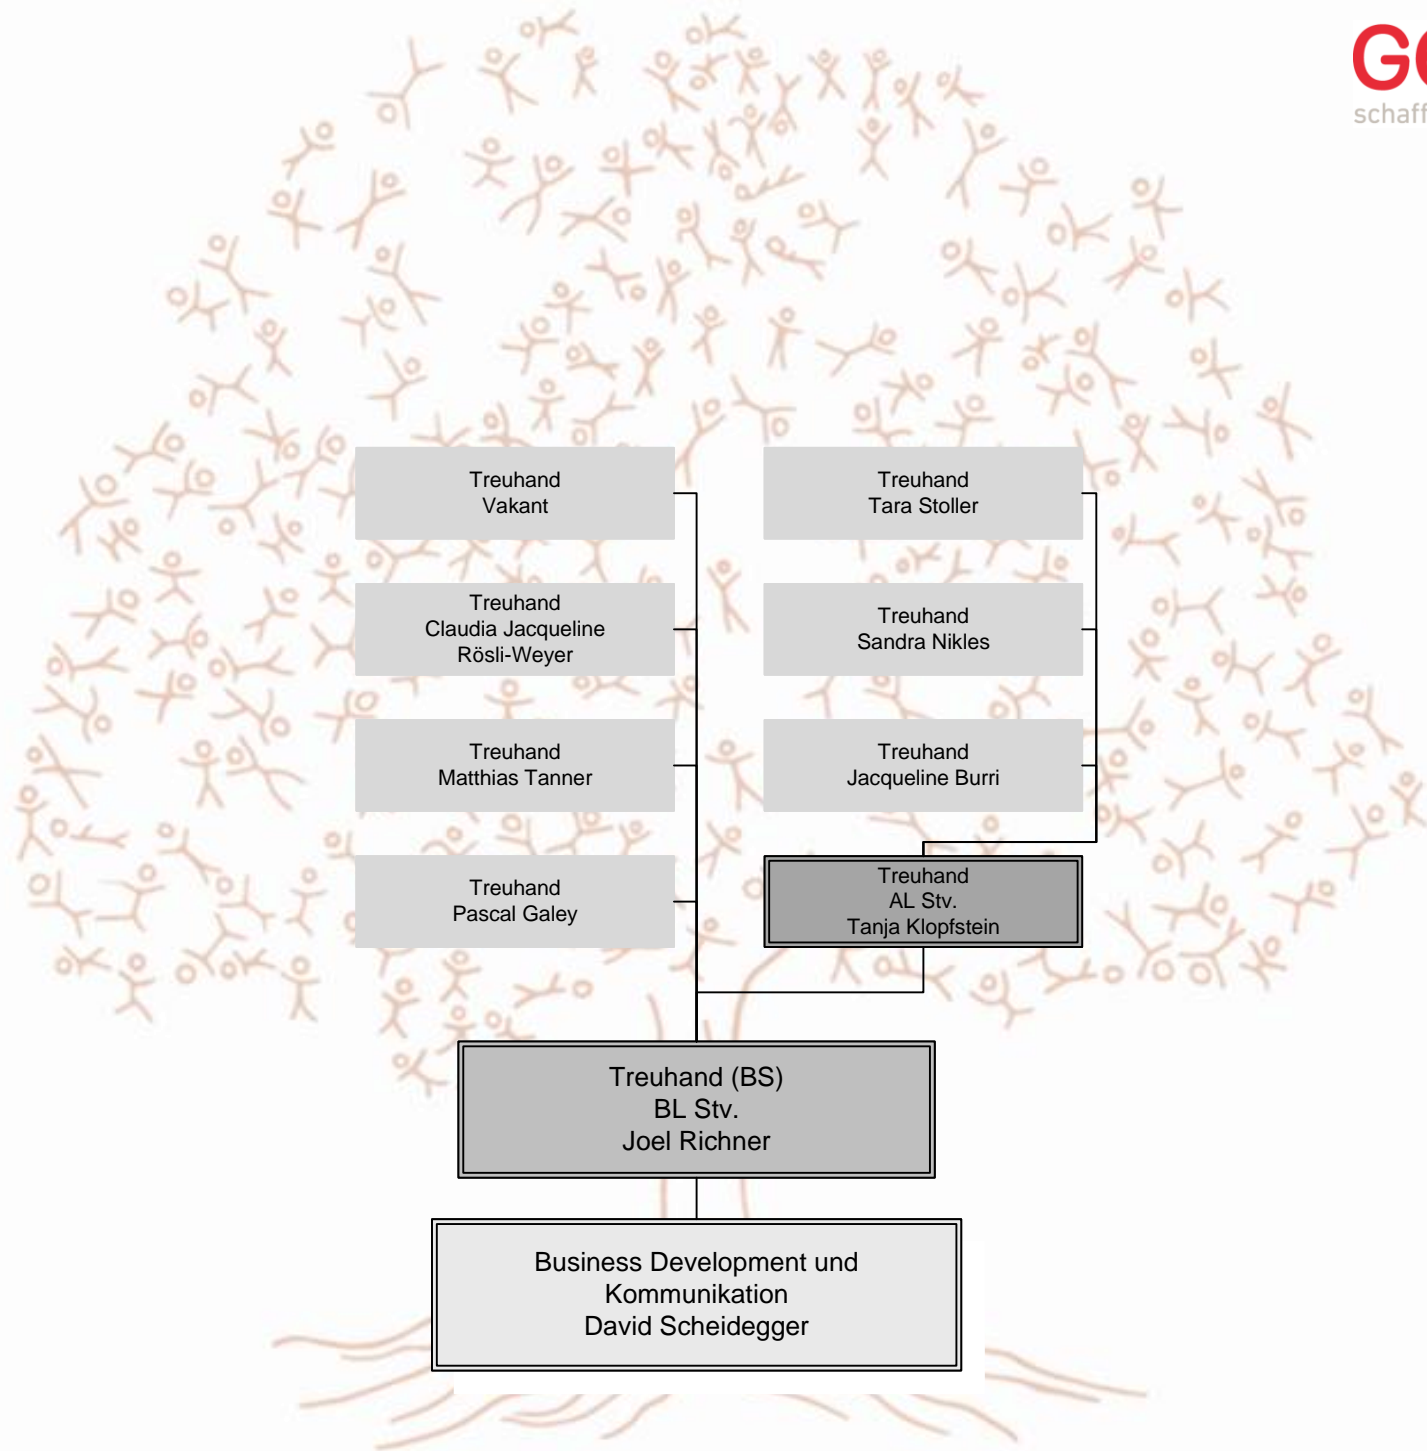 schaff
Treuhand
Vakant
Treuhand
Tara Stoller
Treuhand
Claudia Jacqueline
Rösli-Weyer
Treuhand
Sandra Nikles
Treuhand
Matthias Tanner
Treuhand
Jacqueline Burri
Treuhand
Pascal Galey
Treuhand
AL Stv.
Tanja Klopfstein
Treuhand (BS)
BL Stv.
Joel Richner
Business Development und
Kommunikation
David Scheidegger